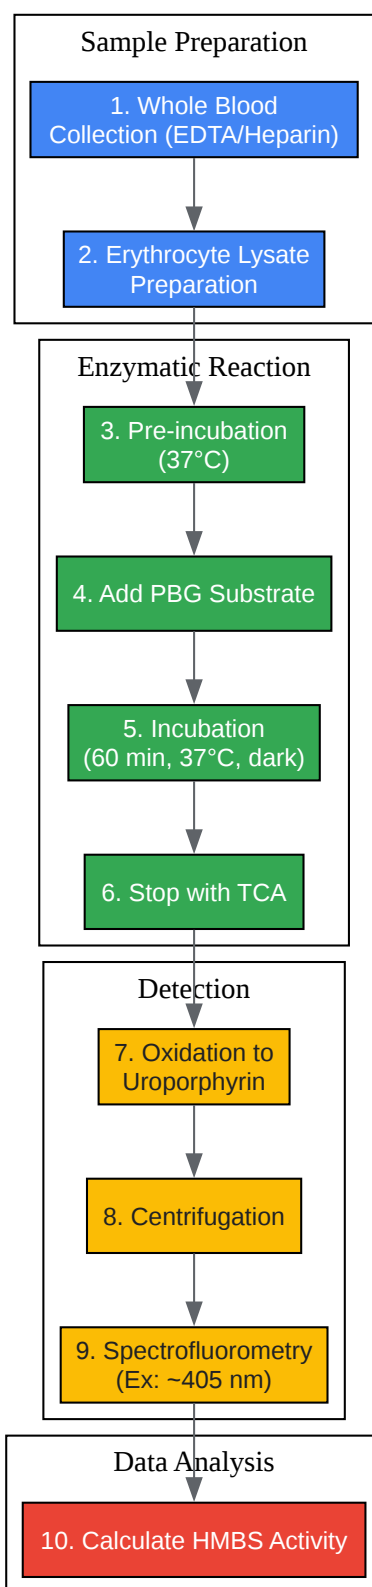 Sample Preparation
1. Whole Blood
Collection (EDTA/Heparin)
2. Erythrocyte Lysate
Preparation
Enzymatic Reaction
3. Pre-incubation
(37°C)
4. Add PBG Substrate
5. Incubation
(60 min, 37°C, dark)
6. Stop with TCA
Detection
7. Oxidation to
Uroporphyrin
8. Centrifugation
9. Spectrofluorometry
(Ex: ~405 nm)
Data Analysis
10. Calculate HMBS Activity